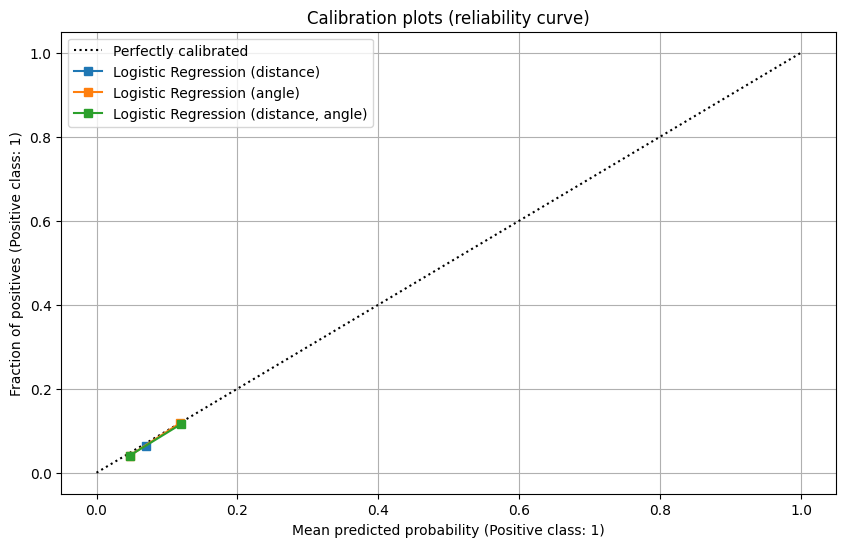 Calibration plots (reliability curve)
Perfectly calibrated
Logistic Regression (distance)
Logistic Regression (angle)
Logistic Regression (distance, angle)
Fraction of positives (Positive class: 1)
1.0
0.8
0.6
0.4
0.2
0.0
0.0 0.2 0.4 0.6 0.8 1.0
Mean predicted probability (Positive class: 1)